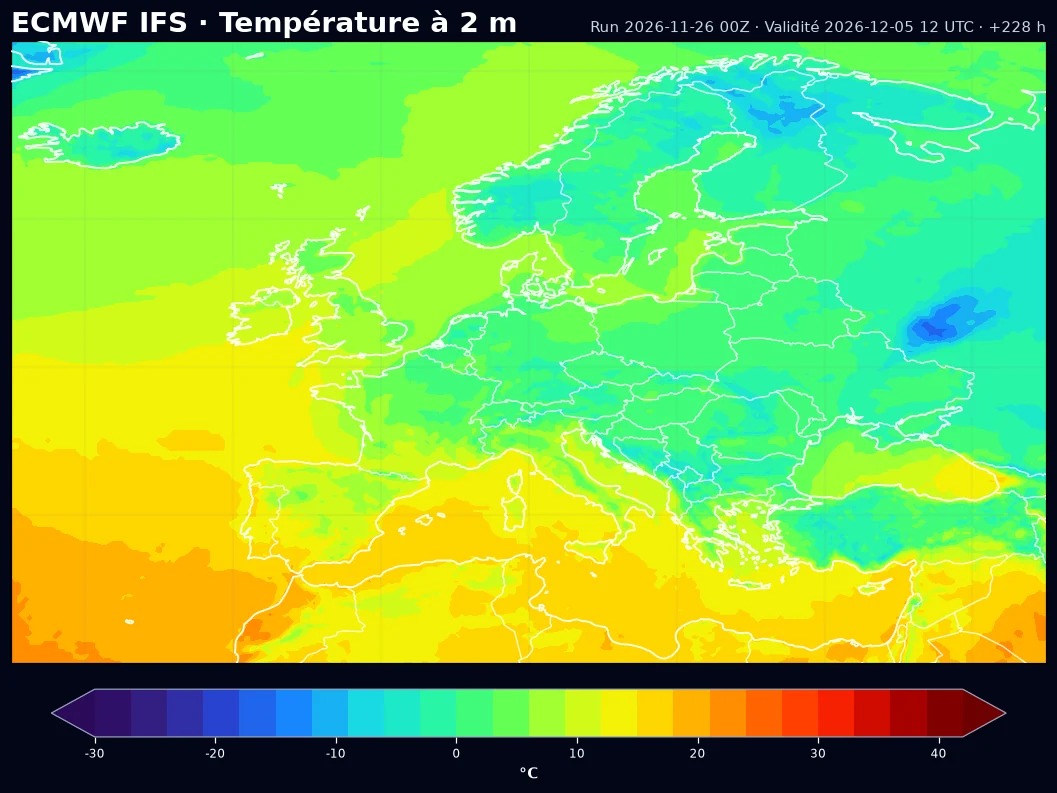 ECMWF IFS · Température à 2 m
Run 2026-11-26 00Z · Validité 2026-12-05 12 UTC · +228 h
-30 -20 -10 0 10 20 30 40
°C